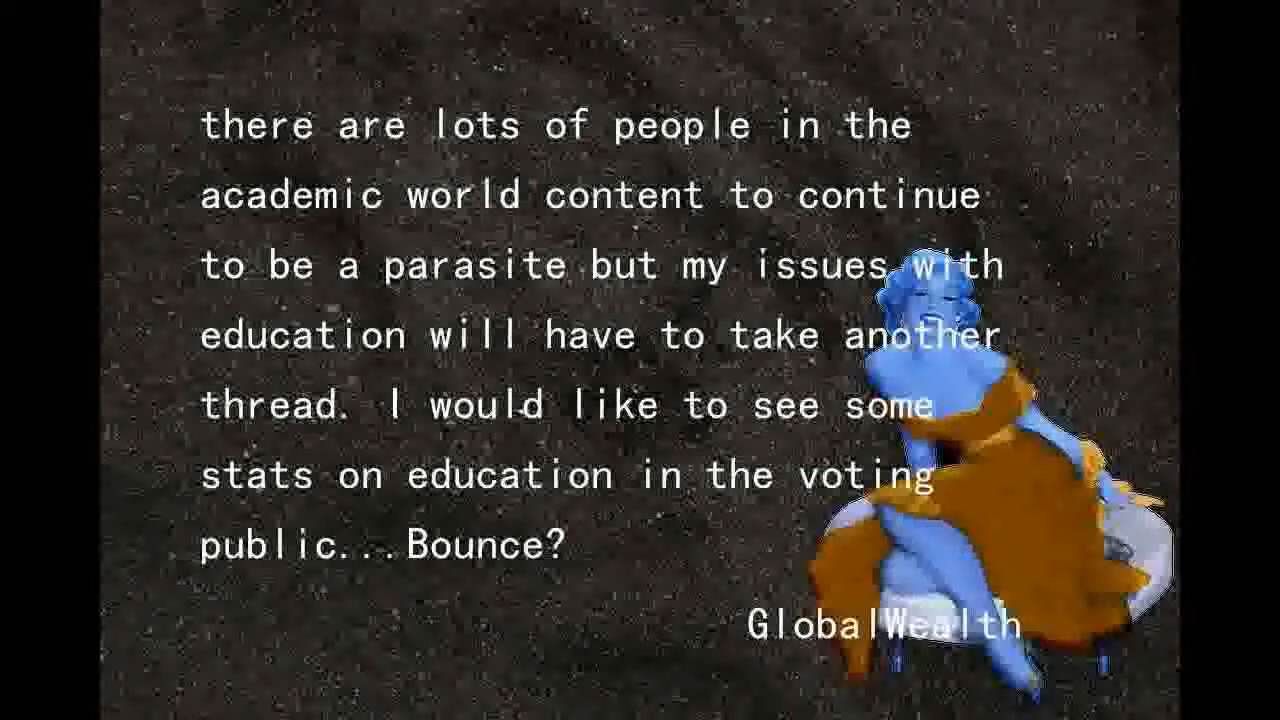 there are lots of people in the
academic world content to continue
to be a parasite but my issues with
education will have to take another
thread. I would like to see some
stats on education in the voting
public...Bounce?
GlobalWealth